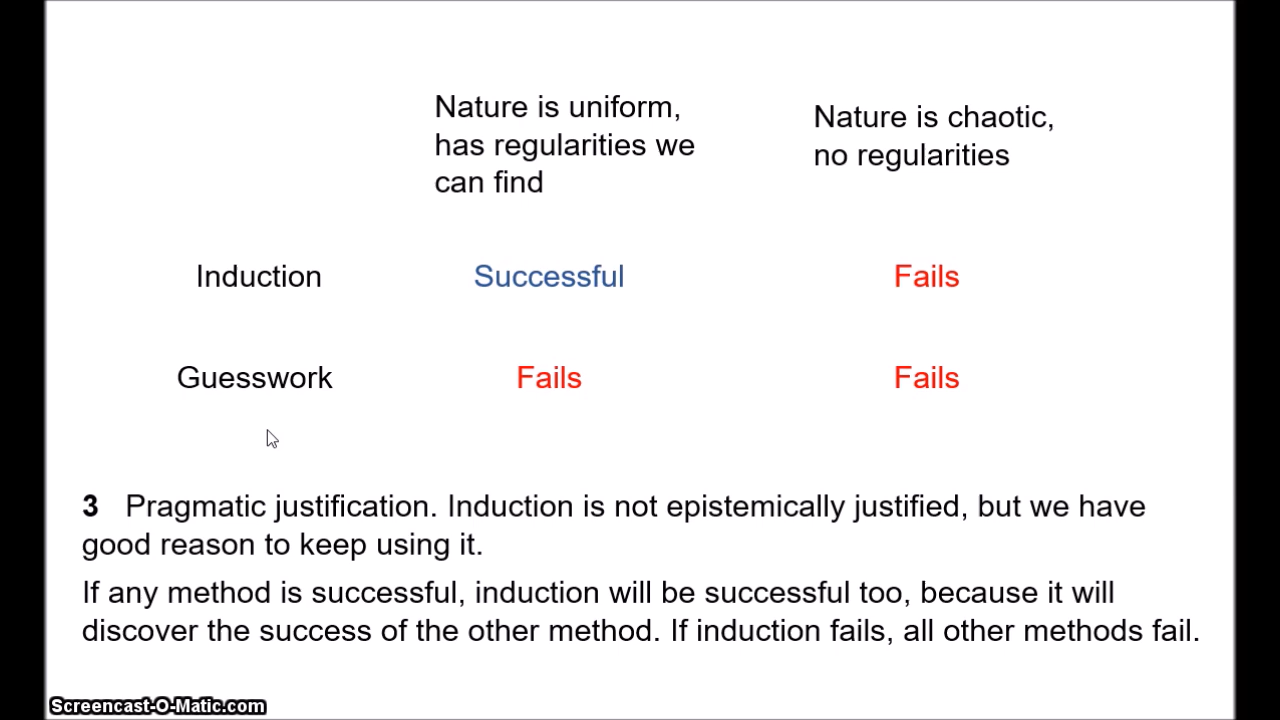 Nature is uniform,
has regularities we
can find
Nature is chaotic,
no regularities
Induction
Successful
Fails
Guesswork
Fails
Fails
3 Pragmatic justification. Induction is not epistemically justified, but we have
good reason to keep using it.
If any method is successful, induction will be successful too, because it will
discover the success of the other method. If induction fails, all other methods fail.
Screencast-O-Matic.com